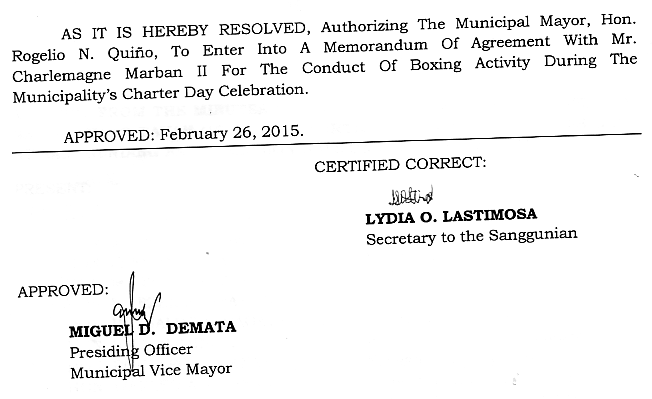 AS IT IS HEREBY RESOLVED, Authorizing The Municipal Mayor, Hon.
Rogelio N. Quiño, To Enter Into A Memorandum Of Agreement With Mr.
Charlemagne Marban II For The Conduct Of Boxing Activity During The
Municipality's Charter Day Celebration.
APPROVED: February 26, 2015.
CERTIFIED CORRECT:
LYDIA O. LASTIMOSA
Secretary to the Sanggunian
APPROVED:
MIGUEL D. DEMATA
Presiding Officer
Municipal Vice Mayor